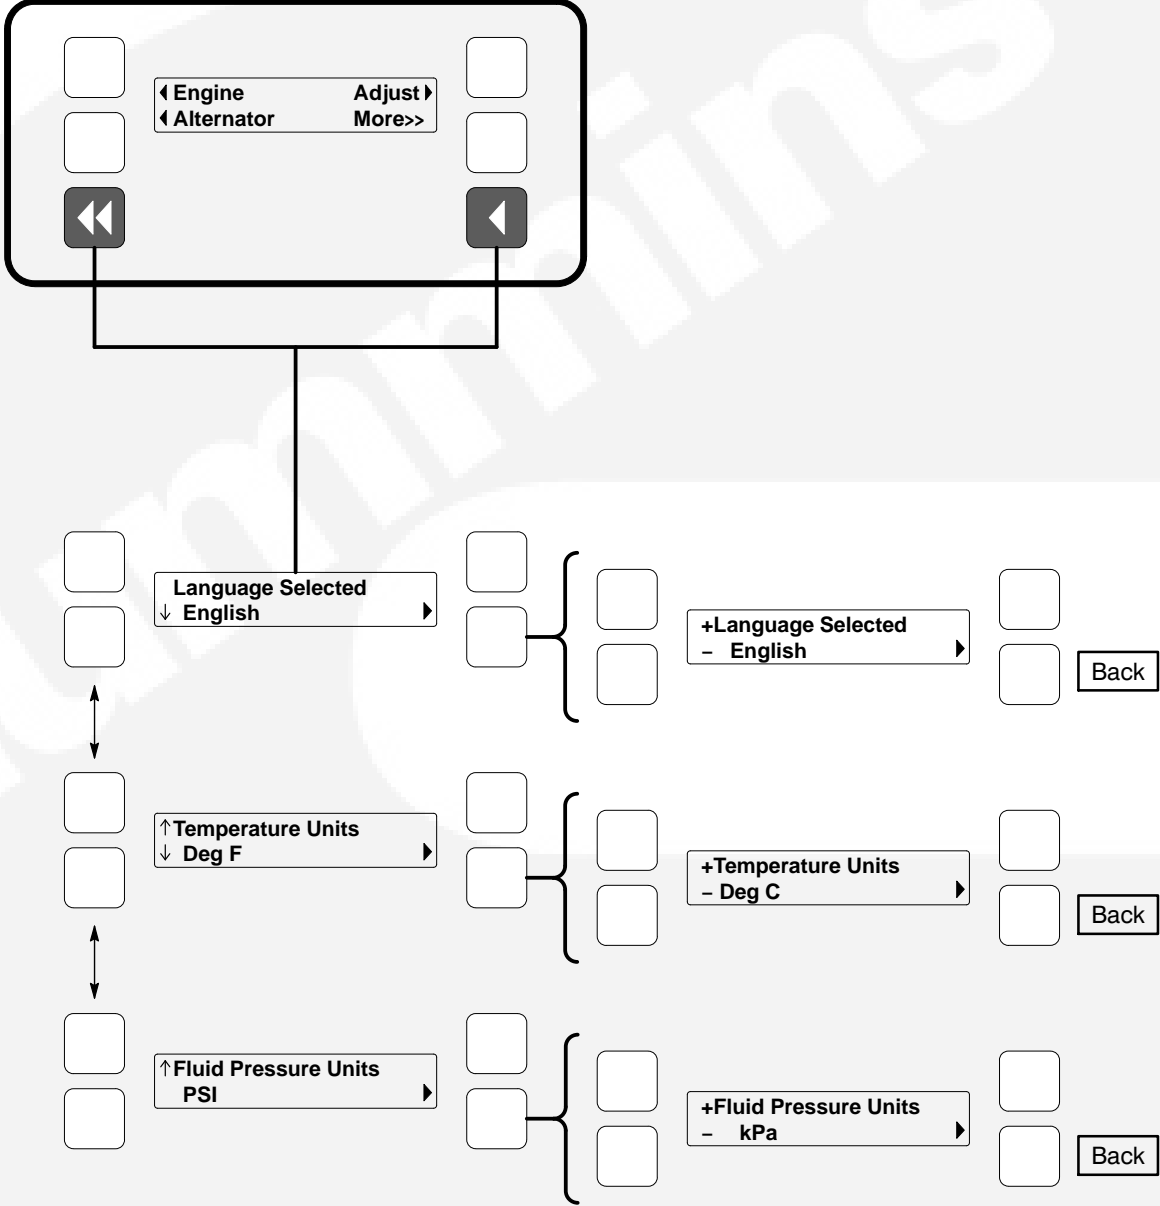 Engine Adjust
Alternator More>>
Language Selected
↓ English
+Language Selected
– English
Back
↑Temperature Units
↓ Deg F
+Temperature Units
– Deg C
Back
↑Fluid Pressure Units
PSI
+Fluid Pressure Units
– kPa
Back
ummins